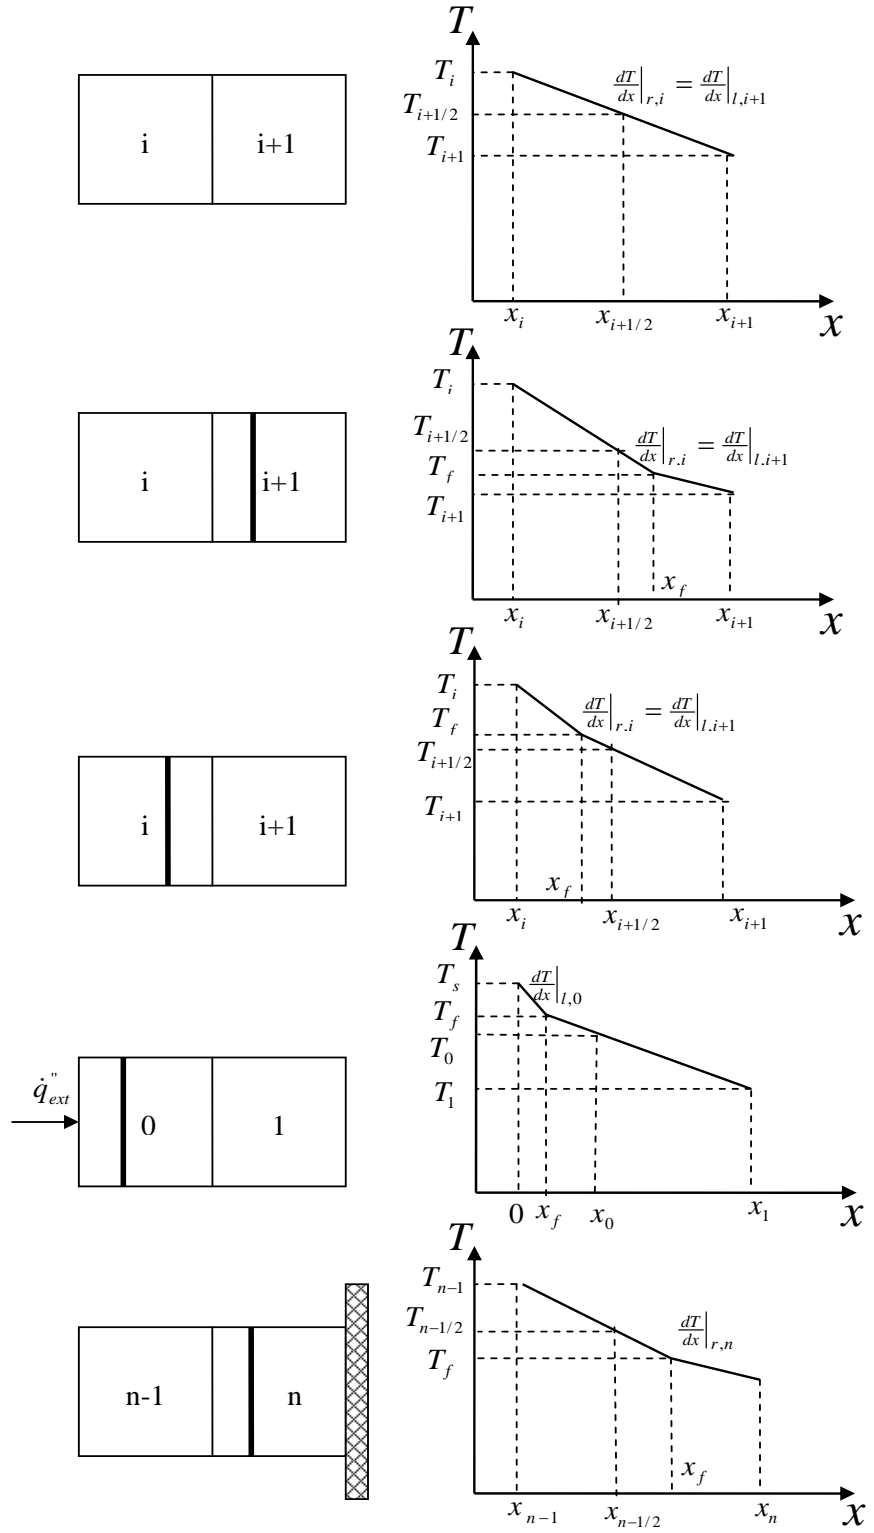 T
T_i
dT/dx|_{r,i} = dT/dx|_{l,i+1}
T_{i+1/2}
i i+1
T_{i+1}
x_i x_{i+1/2} x_{i+1} x
T
T_i
T_{i+1/2}
dT/dx|_{r.i} = dT/dx|_{l.i+1}
T_f
i i+1
T_{i+1}
x_f
x_i x_{i+1/2} x_{i+1} x
T
T_i
T_f
dT/dx|_{r.i} = dT/dx|_{l.i+1}
T_{i+1/2}
i i+1
T_{i+1}
x_f
x_i x_{i+1/2} x_{i+1} x
T
T_s
dT/dx|_{l,0}
T_f
T_0
q̇"_{ext}
T_1
0 1
0 x_f x_0 x_1 x
T
T_{n-1}
T_{n-1/2}
dT/dx|_{r,n}
T_f
n-1 n
x_f
x_{n-1} x_{n-1/2} x_n x